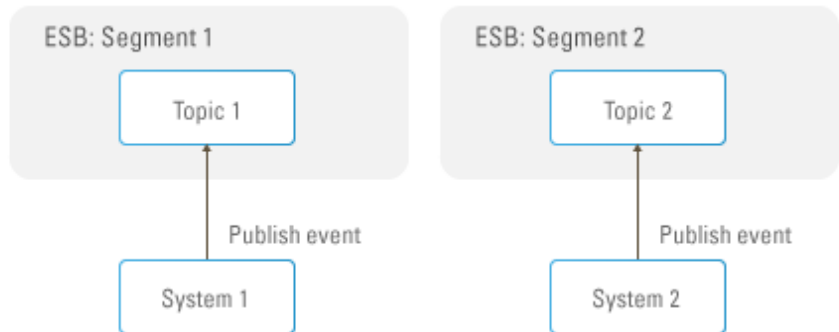 ESB: Segment 1
Topic 1
Publish event
System 1
ESB: Segment 2
Topic 2
Publish event
System 2